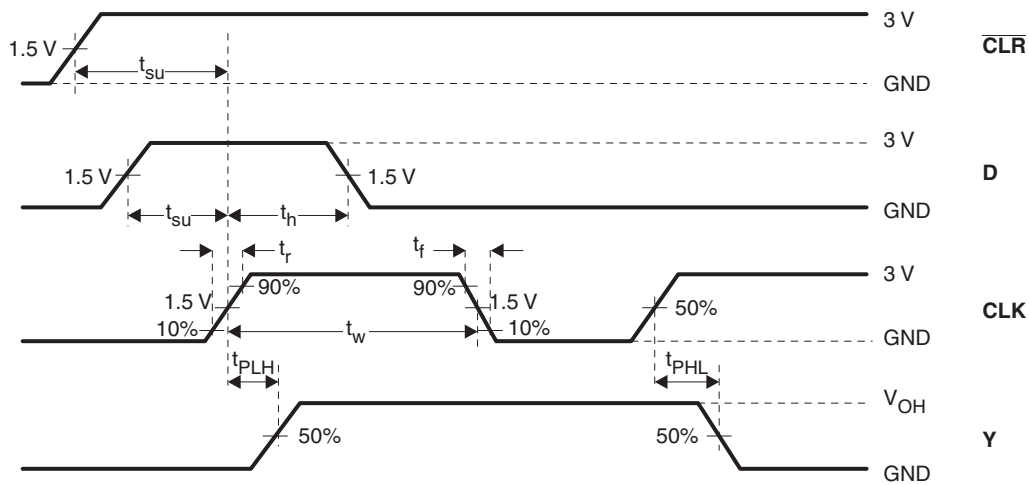 3 V
1.5 V
t_su
CLR
GND
3 V
1.5 V
1.5 V
D
t_su
t_h
GND
t_r
t_f
3 V
90%
90%
1.5 V
1.5 V
50%
CLK
10%
t_w
10%
GND
t_PLH
t_PHL
V_OH
50%
50%
Y
GND